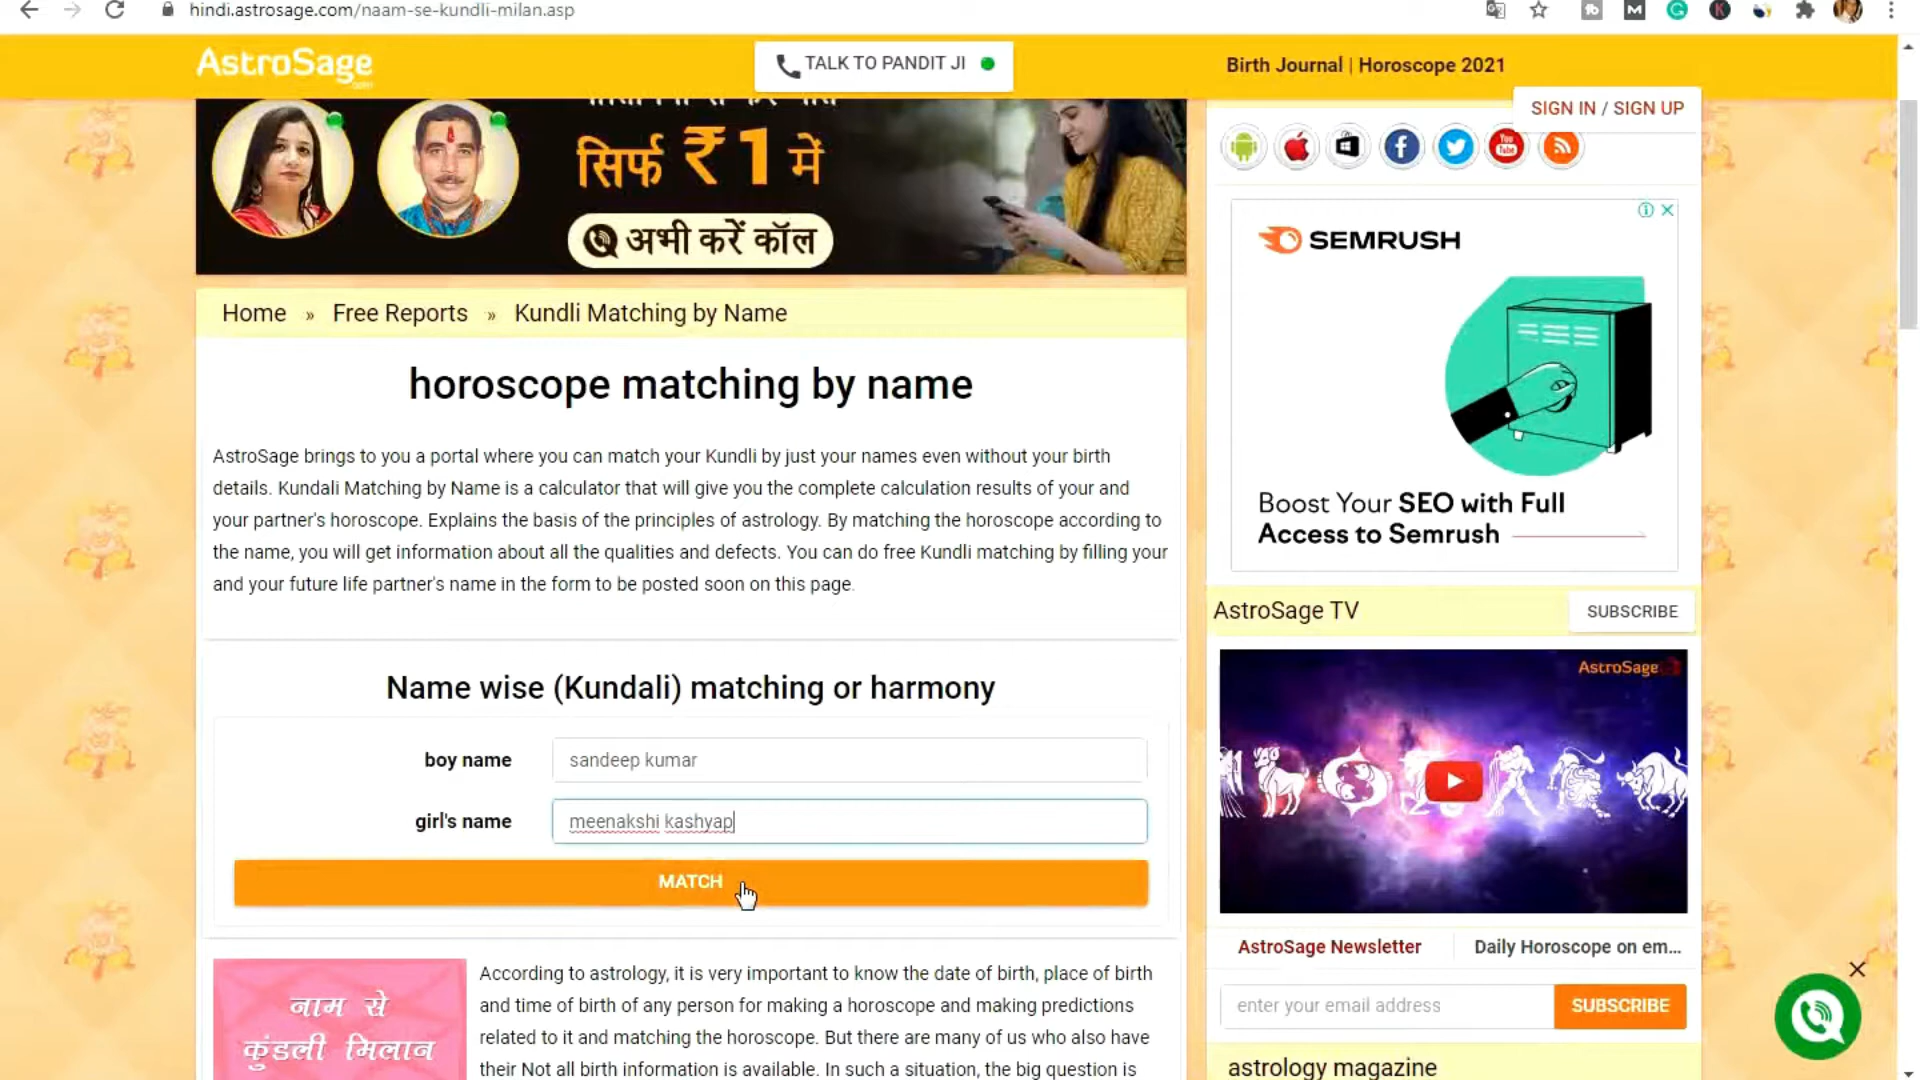 hindi.astrosage.com/naam-se-kundli-milan.asp
AstroSage
.com
TALK TO PANDIT JI
Birth Journal | Horoscope 2021
SIGN IN / SIGN UP
सिर्फ ₹1 में
अभी करें कॉल
You
Tube
SEMRUSH
Boost Your SEO with Full
Access to Semrush
Home » Free Reports » Kundli Matching by Name
horoscope matching by name
AstroSage brings to you a portal where you can match your Kundli by just your names even without your birth
details. Kundali Matching by Name is a calculator that will give you the complete calculation results of your and
your partner's horoscope. Explains the basis of the principles of astrology. By matching the horoscope according to
the name, you will get information about all the qualities and defects. You can do free Kundli matching by filling your
and your future life partner's name in the form to be posted soon on this page.
Name wise (Kundali) matching or harmony
boy name
sandeep kumar
girl's name
meenakshi kashyap
MATCH
नाम से
कुंडली मिलान
According to astrology, it is very important to know the date of birth, place of birth
and time of birth of any person for making a horoscope and making predictions
related to it and matching the horoscope. But there are many of us who also have
their Not all birth information is available. In such a situation, the big question is
AstroSage TV
SUBSCRIBE
AstroSage
AstroSage Newsletter
Daily Horoscope on em...
enter your email address
SUBSCRIBE
astrology magazine